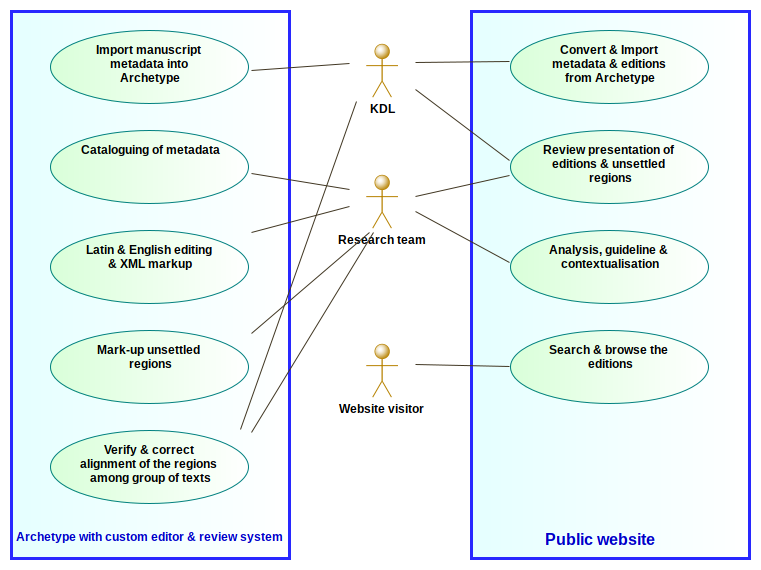 Import manuscript
metadata into
Archetype
Cataloguing of metadata
Latin & English editing
& XML markup
Mark-up unsettled
regions
Verify & correct
alignment of the regions
among group of texts
Archetype with custom editor & review system
KDL
Research team
Website visitor
Convert & Import
metadata & editions
from Archetype
Review presentation of
editions & unsettled
regions
Analysis, guideline &
contextualisation
Search & browse the
editions
Public website